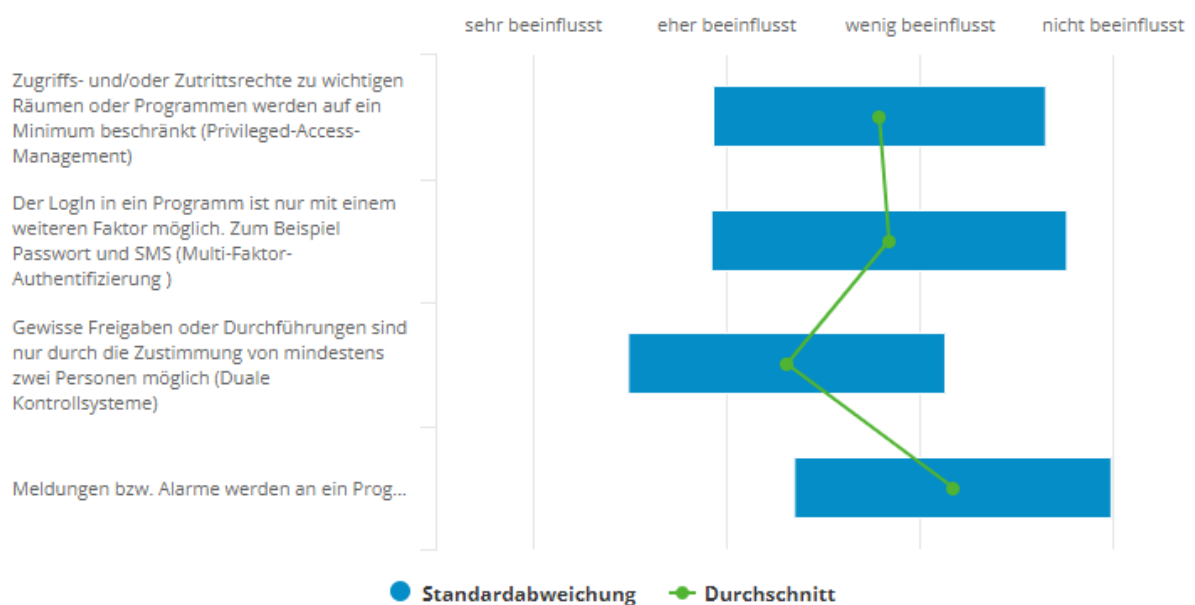 sehr beeinflusst eher beeinflusst wenig beeinflusst nicht beeinflusst
Zugriffs- und/oder Zutrittsrechte zu wichtigen
Räumen oder Programmen werden auf ein
Minimum beschränkt (Privileged-Access-
Management)
Der LogIn in ein Programm ist nur mit einem
weiteren Faktor möglich. Zum Beispiel
Passwort und SMS (Multi-Faktor-
Authentifizierung )
Gewisse Freigaben oder Durchführungen sind
nur durch die Zustimmung von mindestens
zwei Personen möglich (Duale
Kontrollsysteme)
Meldungen bzw. Alarme werden an ein Prog...
Standardabweichung Durchschnitt